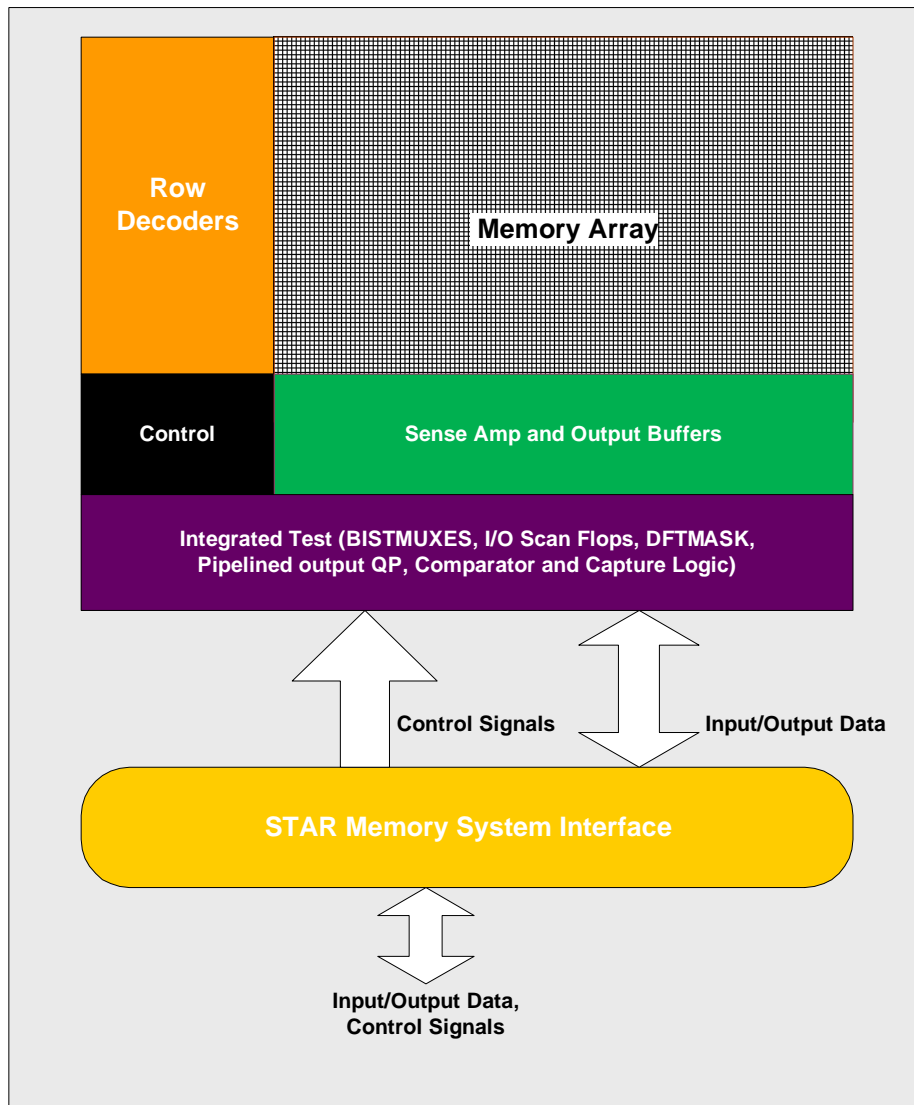 Row
Decoders
Memory Array
Control
Sense Amp and Output Buffers
Integrated Test (BISTMUXES, I/O Scan Flops, DFTMASK,
Pipelined output QP, Comparator and Capture Logic)
Control Signals
Input/Output Data
STAR Memory System Interface
Input/Output Data,
Control Signals